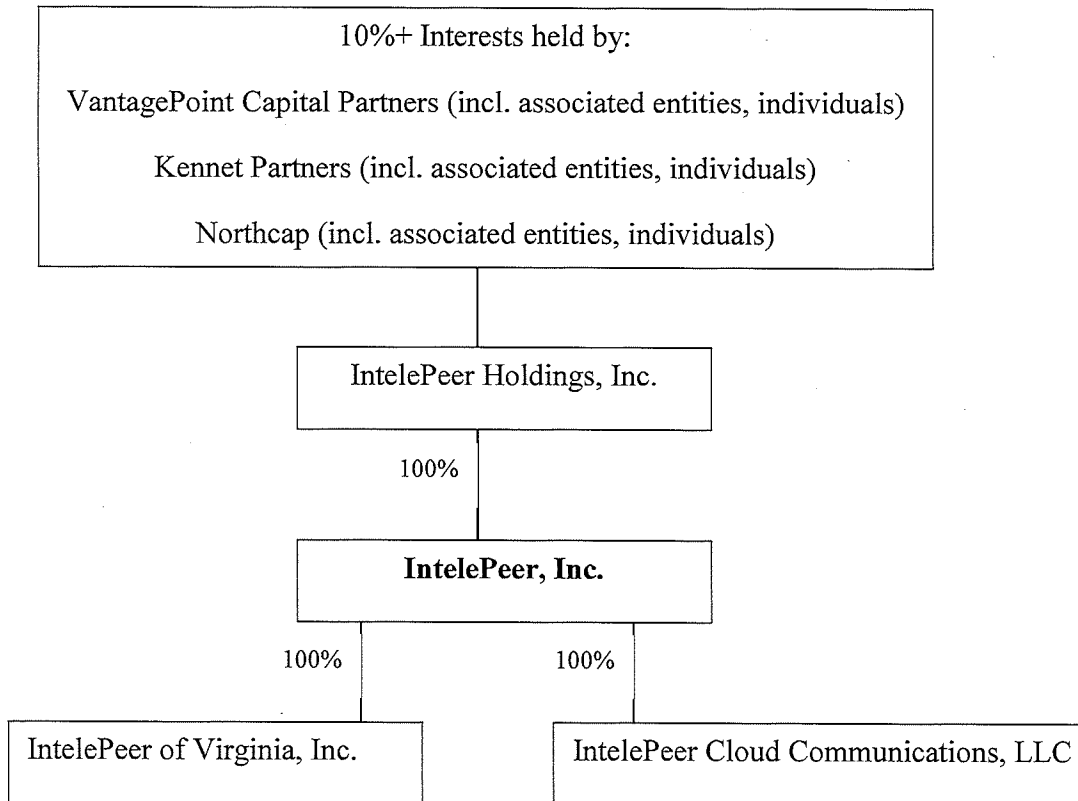 10%+ Interests held by:
VantagePoint Capital Partners (incl. associated entities, individuals)
Kennet Partners (incl. associated entities, individuals)
Northcap (incl. associated entities, individuals)
IntelePeer Holdings, Inc.
100%
IntelePeer, Inc.
100%
100%
IntelePeer of Virginia, Inc.
IntelePeer Cloud Communications, LLC